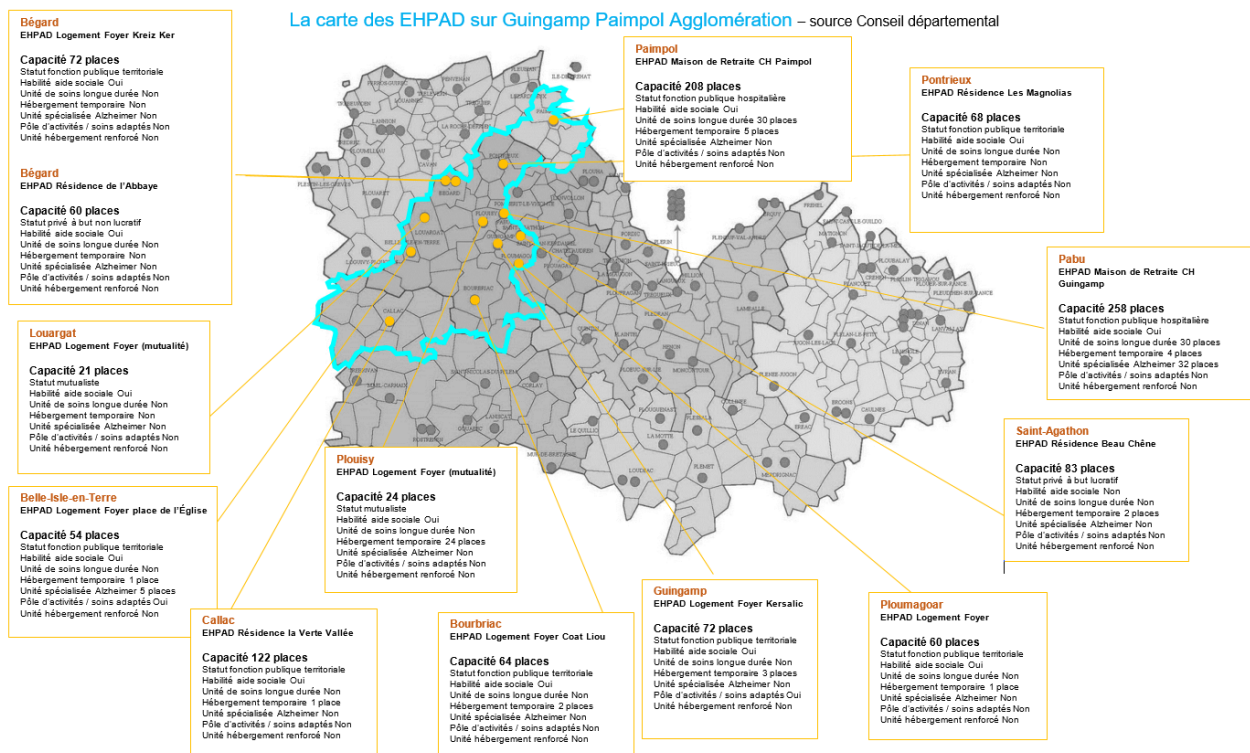 La carte des EHPAD sur Guingamp Paimpol Agglomération – source Conseil départemental
Bégard
EHPAD Logement Foyer Kreiz Ker
Capacité 72 places
Statut fonction publique territoriale
Habilité aide sociale Oui
Unité de soins longue durée Non
Hébergement temporaire Non
Unité spécialisée Alzheimer Non
Pôle d'activités / soins adaptés Non
Unité hébergement renforcé Non
Bégard
EHPAD Résidence de l'Abbaye
Capacité 60 places
Statut privé à but non lucratif
Habilité aide sociale Oui
Unité de soins longue durée Non
Hébergement temporaire Non
Unité spécialisée Alzheimer Non
Pôle d'activités / soins adaptés Non
Unité hébergement renforcé Non
Louargat
EHPAD Logement Foyer (mutualité)
Capacité 21 places
Statut mutualiste
Habilité aide sociale Oui
Unité de soins longue durée Non
Hébergement temporaire Non
Unité spécialisée Alzheimer Non
Pôle d'activités / soins adaptés Non
Unité hébergement renforcé Non
Belle-Isle-en-Terre
EHPAD Logement Foyer place de l'Église
Capacité 54 places
Statut fonction publique territoriale
Habilité aide sociale Oui
Unité de soins longue durée Non
Hébergement temporaire 1 place
Unité spécialisée Alzheimer 5 places
Pôle d'activités / soins adaptés Oui
Unité hébergement renforcé Non
Callac
EHPAD Résidence la Verte Vallée
Capacité 122 places
Statut fonction publique territoriale
Habilité aide sociale Oui
Unité de soins longue durée Non
Hébergement temporaire 1 place
Unité spécialisée Alzheimer Non
Pôle d'activités / soins adaptés Non
Unité hébergement renforcé Non
Plouisy
EHPAD Logement Foyer (mutualité)
Capacité 24 places
Statut mutualiste
Habilité aide sociale Oui
Unité de soins longue durée Non
Hébergement temporaire 24 places
Unité spécialisée Alzheimer Non
Pôle d'activités / soins adaptés Non
Unité hébergement renforcé Non
Bourbriac
EHPAD Logement Foyer Coat Liou
Capacité 64 places
Statut fonction publique territoriale
Habilité aide sociale Oui
Unité de soins longue durée Non
Hébergement temporaire 2 places
Unité spécialisée Alzheimer Non
Pôle d'activités / soins adaptés Non
Unité hébergement renforcé Non
Guingamp
EHPAD Logement Foyer Kersalic
Capacité 72 places
Statut fonction publique territoriale
Habilité aide sociale Oui
Unité de soins longue durée Non
Hébergement temporaire 3 places
Unité spécialisée Alzheimer Non
Pôle d'activités / soins adaptés Oui
Unité hébergement renforcé Non
Ploumagoar
EHPAD Logement Foyer
Capacité 60 places
Statut fonction publique territoriale
Habilité aide sociale Oui
Unité de soins longue durée Non
Hébergement temporaire 1 place
Unité spécialisée Alzheimer Non
Pôle d'activités / soins adaptés Non
Unité hébergement renforcé Non
Saint-Agathon
EHPAD Résidence Beau Chêne
Capacité 83 places
Statut privé à but lucratif
Habilité aide sociale Non
Unité de soins longue durée Non
Hébergement temporaire 2 places
Unité spécialisée Alzheimer Non
Pôle d'activités / soins adaptés Non
Unité hébergement renforcé Non
Pabu
EHPAD Maison de Retraite CH
Guingamp
Capacité 258 places
Statut fonction publique hospitalière
Habilité aide sociale Oui
Unité de soins longue durée 30 places
Hébergement temporaire 4 places
Unité spécialisée Alzheimer 32 places
Pôle d'activités / soins adaptés Non
Unité hébergement renforcé Non
Pontrieux
EHPAD Résidence Les Magnolias
Capacité 68 places
Statut fonction publique territoriale
Habilité aide sociale Oui
Unité de soins longue durée Non
Hébergement temporaire Non
Unité spécialisée Alzheimer Non
Pôle d'activités / soins adaptés Non
Unité hébergement renforcé Non
Paimpol
EHPAD Maison de Retraite CH Paimpol
Capacité 208 places
Statut fonction publique hospitalière
Habilité aide sociale Oui
Unité de soins longue durée 30 places
Hébergement temporaire 5 places
Unité spécialisée Alzheimer Non
Pôle d'activités / soins adaptés Non
Unité hébergement renforcé Non
LANNION
CAVAN
PLOUARET
BEGARD
LOUARGAT
CALLAC
BOURBRIAC
CORLAY
LOUDEAC
LA MOTTE
PLEMET
LAMBALLE
HENON
MONCONTOUR
CAULNES
BROONS
EREAC
MATIGNON
PLANCOET
EVRAN